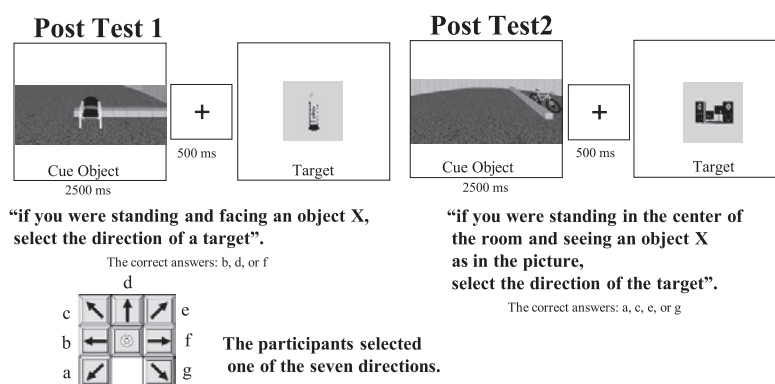 Post Test 1
Post Test2
+
+
Cue Object
500 ms
Target
Cue Object
500 ms
Target
2500 ms
2500 ms
“if you were standing and facing an object X,
select the direction of a target”.
The correct answers: b, d, or f
“if you were standing in the center of
the room and seeing an object X
as in the picture,
select the direction of the target”.
The correct answers: a, c, e, or g
d
c
e
b
f
a
g
The participants selected
one of the seven directions.